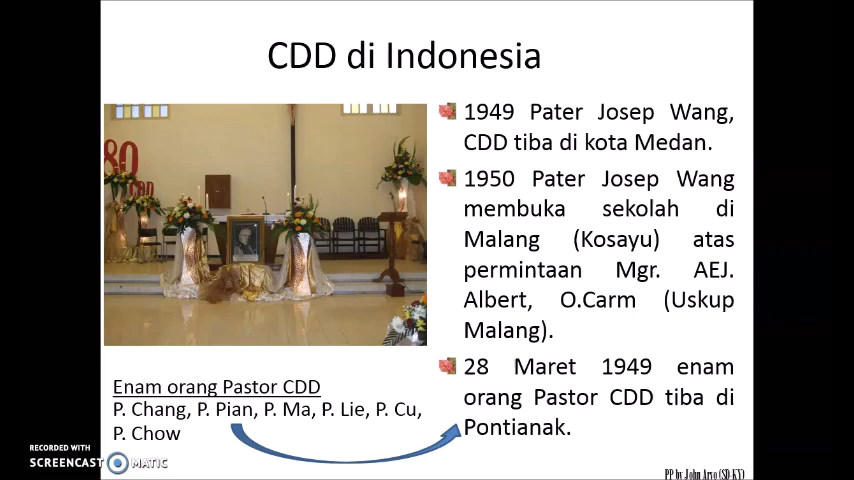 CDD di Indonesia
80
CDD
1949 Pater Josep Wang,
CDD tiba di kota Medan.
1950 Pater Josep Wang
membuka sekolah di
Malang (Kosayu) atas
permintaan Mgr. AEJ.
Albert, O.Carm (Uskup
Malang).
28 Maret 1949 enam
orang Pastor CDD tiba di
Pontianak.
Enam orang Pastor CDD
P. Chang, P. Pian, P. Ma, P. Lie, P. Cu,
P. Chow
RECORDED WITH
SCREENCAST MATIC
PP by John Aryo (SD-KY)